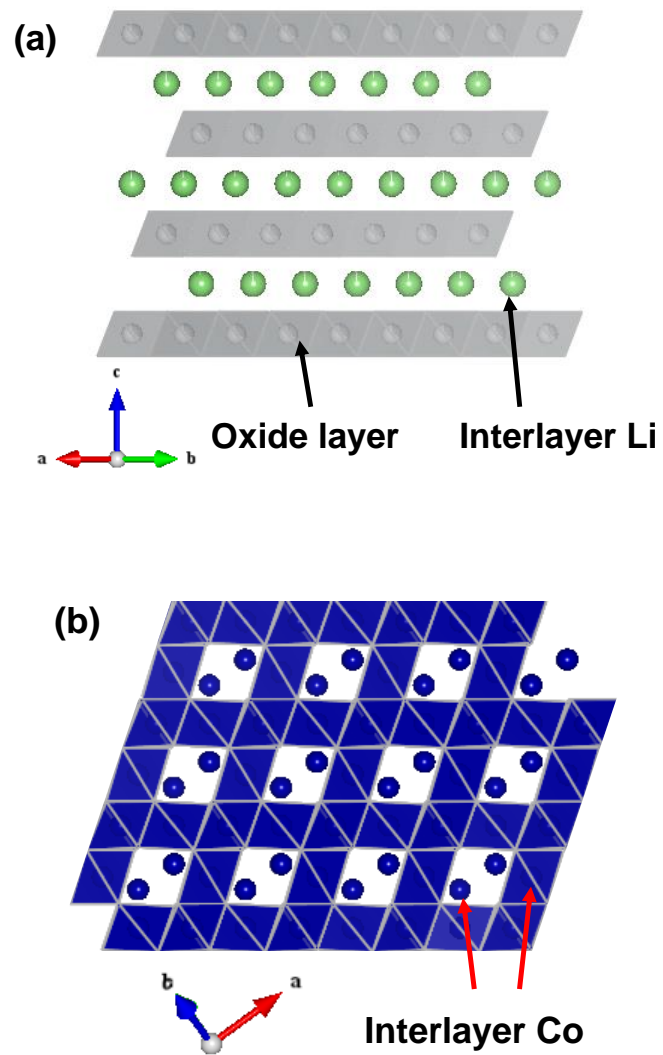 (a)
c
a
b
Oxide layer
Interlayer Li
(b)
b
a
Interlayer Co